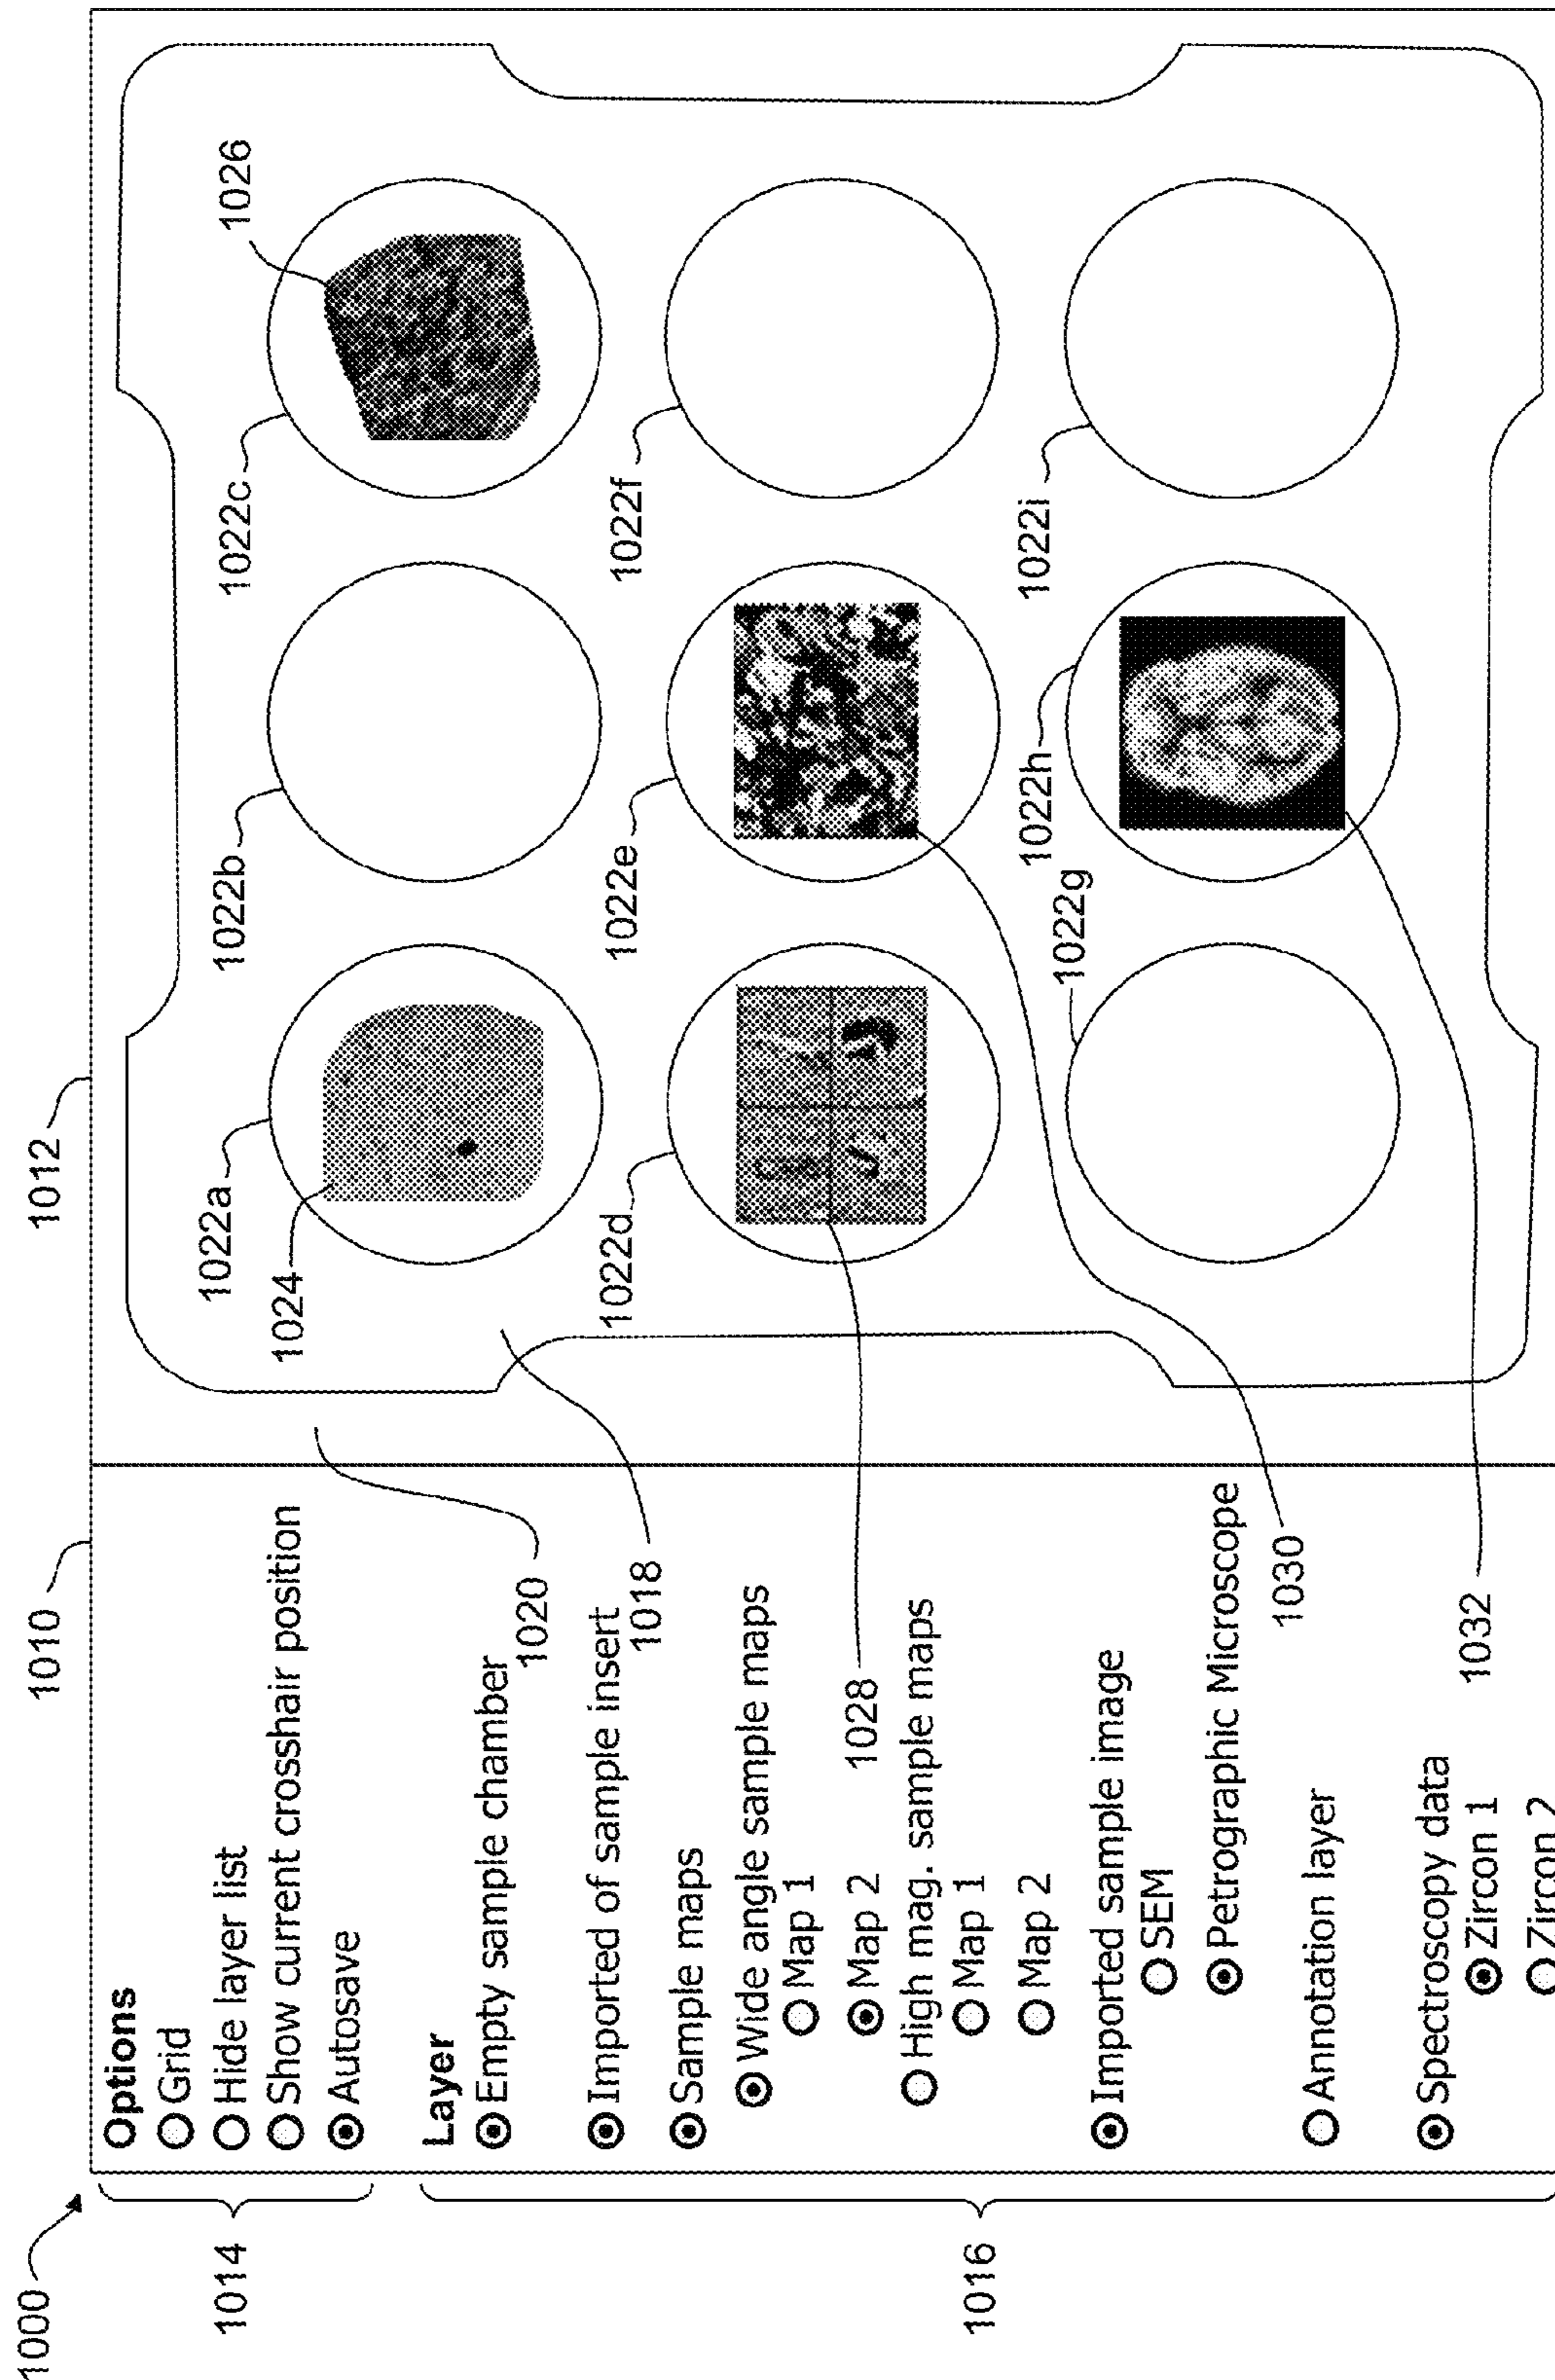 1000
1010
1012
1014
Options
Grid
Hide layer list
Show current crosshair position
Autosave
1016
Layer
Empty sample chamber
1020
Imported of sample insert
1018
Sample maps
Wide angle sample maps
Map 1
Map 2
1028
High mag. sample maps
Map 1
Map 2
Imported sample image
SEM
Petrographic Microscope
1030
Annotation layer
Spectroscopy data
Zircon 1
1032
Zircon 2
1022a
1024
1022b
1022c
1026
1022d
1022e
1022f
1022g
1022h
1022i